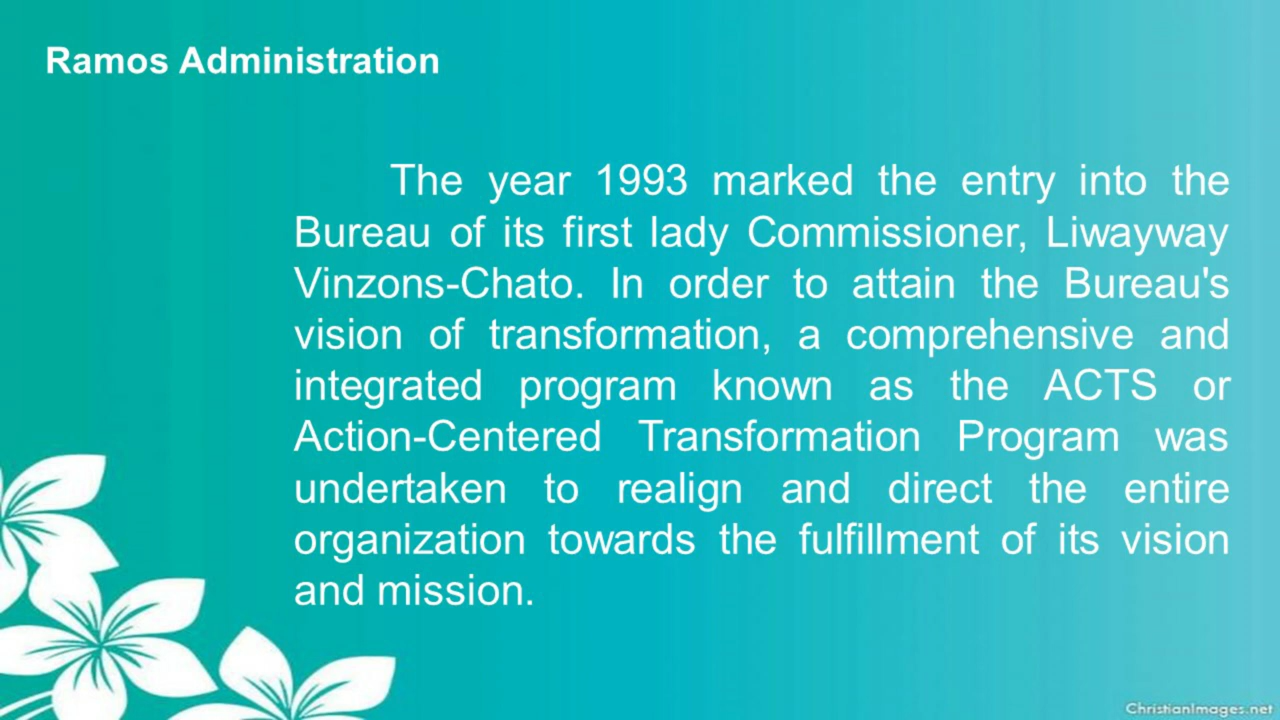 Ramos Administration
The year 1993 marked the entry into the
Bureau of its first lady Commissioner, Liwayway
Vinzons-Chato. In order to attain the Bureau's
vision of transformation, a comprehensive and
integrated program known as the ACTS or
Action-Centered Transformation Program was
undertaken to realign and direct the entire
organization towards the fulfillment of its vision
and mission.
ChristianImages.net